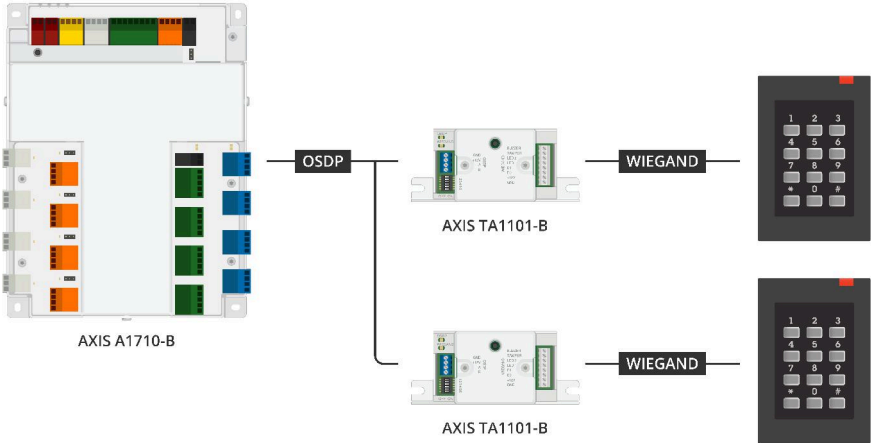 OSDP
WIEGAND
1 2 3
4 5 6
7 8 9
* 0 #
AXIS TA1101-B
AXIS A1710-B
WIEGAND
1 2 3
4 5 6
7 8 9
* 0 #
AXIS TA1101-B